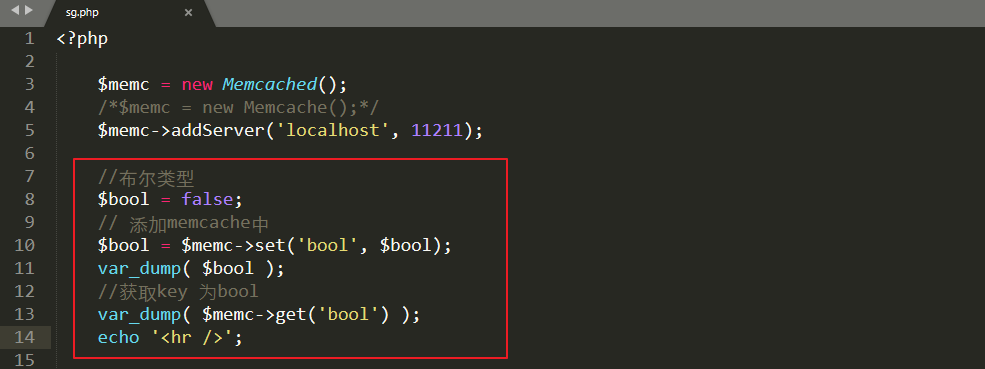 sg.php ×
1 <?php
2
3 $memc = new Memcached();
4 /*$memc = new Memcache();*/
5 $memc->addServer('localhost', 11211);
6
7 //布尔类型
8 $bool = false;
9 // 添加memcache中
10 $bool = $memc->set('bool', $bool);
11 var_dump( $bool );
12 //获取key 为bool
13 var_dump( $memc->get('bool') );
14 echo '<hr />';
15